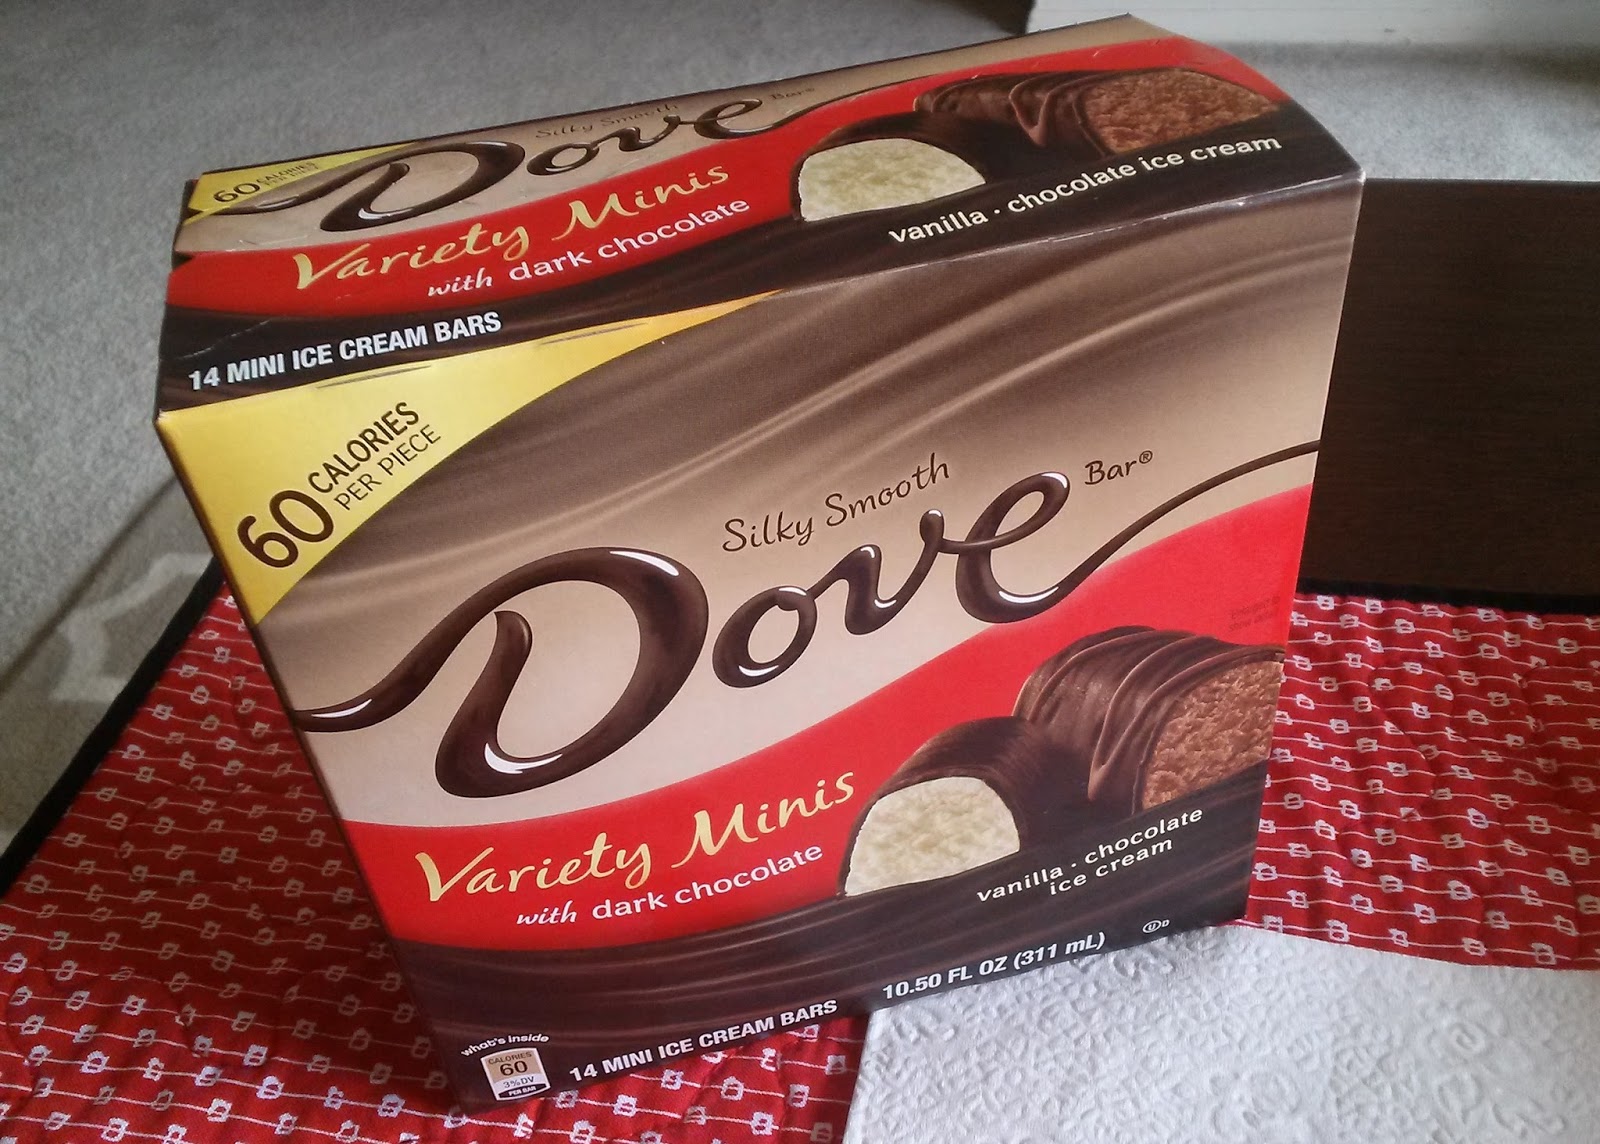 60 CALORIES
Silky Smooth
Dove Bar®
Variety Minis
with dark chocolate
vanilla · chocolate ice cream
14 MINI ICE CREAM BARS
60 CALORIES
PER PIECE
Silky Smooth
Dove Bar®
Variety Minis
with dark chocolate
vanilla · chocolate
ice cream
14 MINI ICE CREAM BARS
10.50 FL OZ (311 mL)
U D
what's inside
CALORIES
60
3%DV
PER BAR